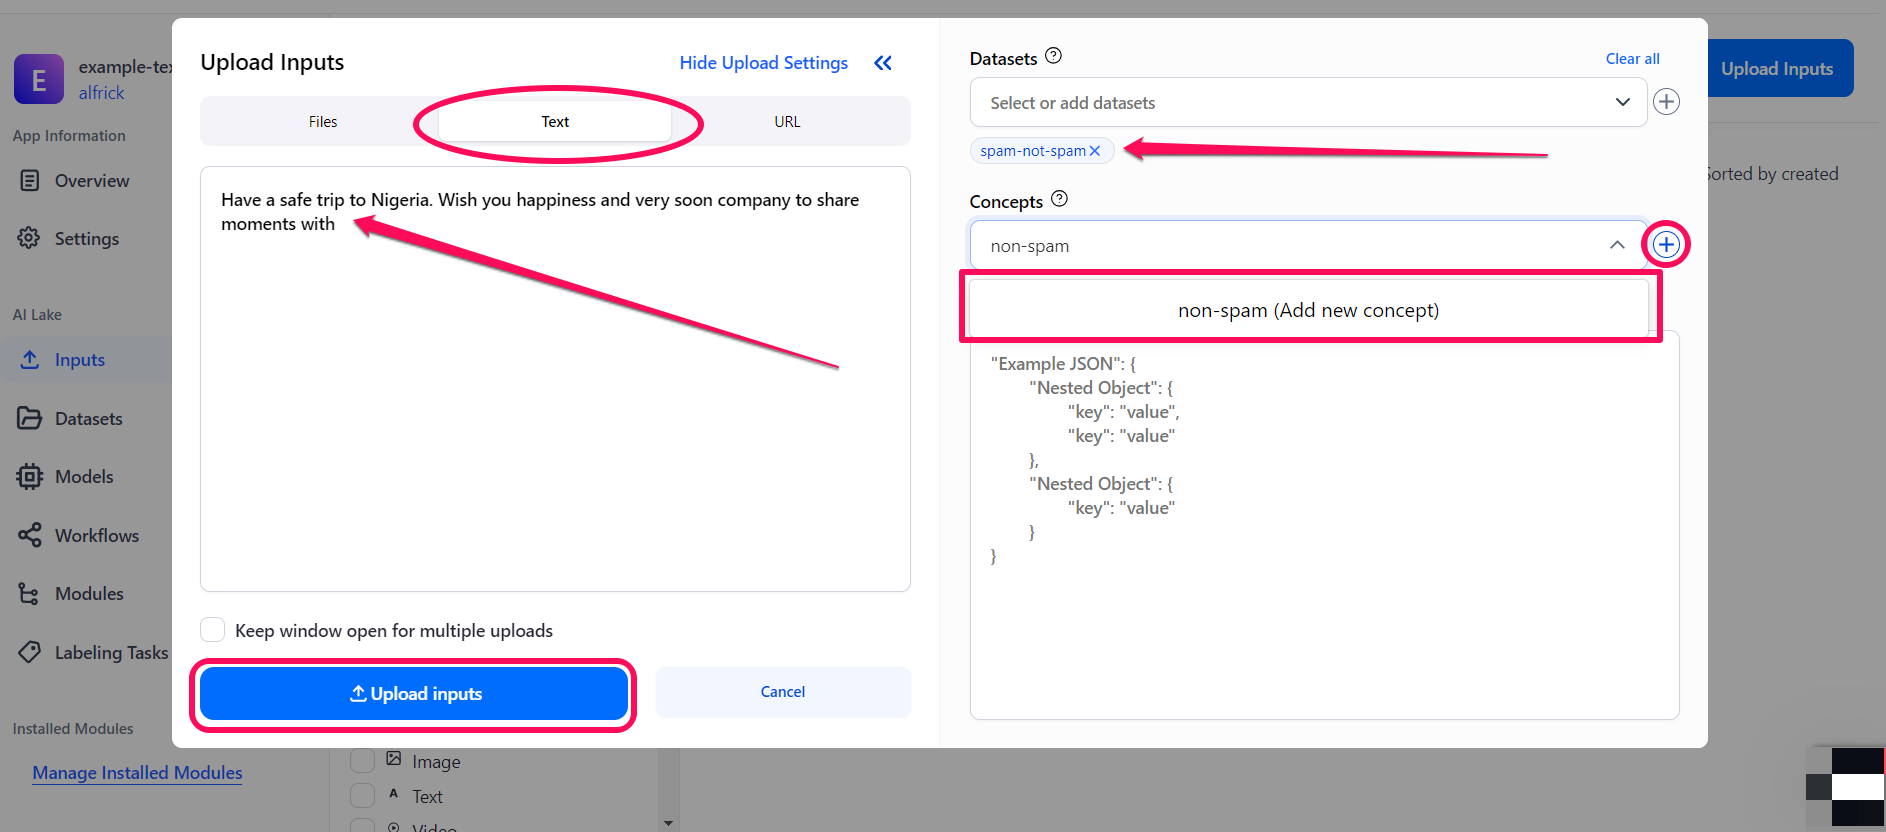 E
example-tex
alfrick
App Information
Overview
Settings
AI Lake
Inputs
Datasets
Models
Workflows
Modules
Labeling Tasks
Installed Modules
Manage Installed Modules
Upload Inputs
Hide Upload Settings
Files
Text
URL
Have a safe trip to Nigeria. Wish you happiness and very soon company to share
moments with
Keep window open for multiple uploads
Upload inputs
Cancel
Datasets
Clear all
Select or add datasets
spam-not-spam
Concepts
non-spam
non-spam (Add new concept)
"Example JSON": {
"Nested Object": {
"key": "value",
"key": "value"
},
"Nested Object": {
"key": "value"
}
}
Upload Inputs
Sorted by created
Image
A Text
Video